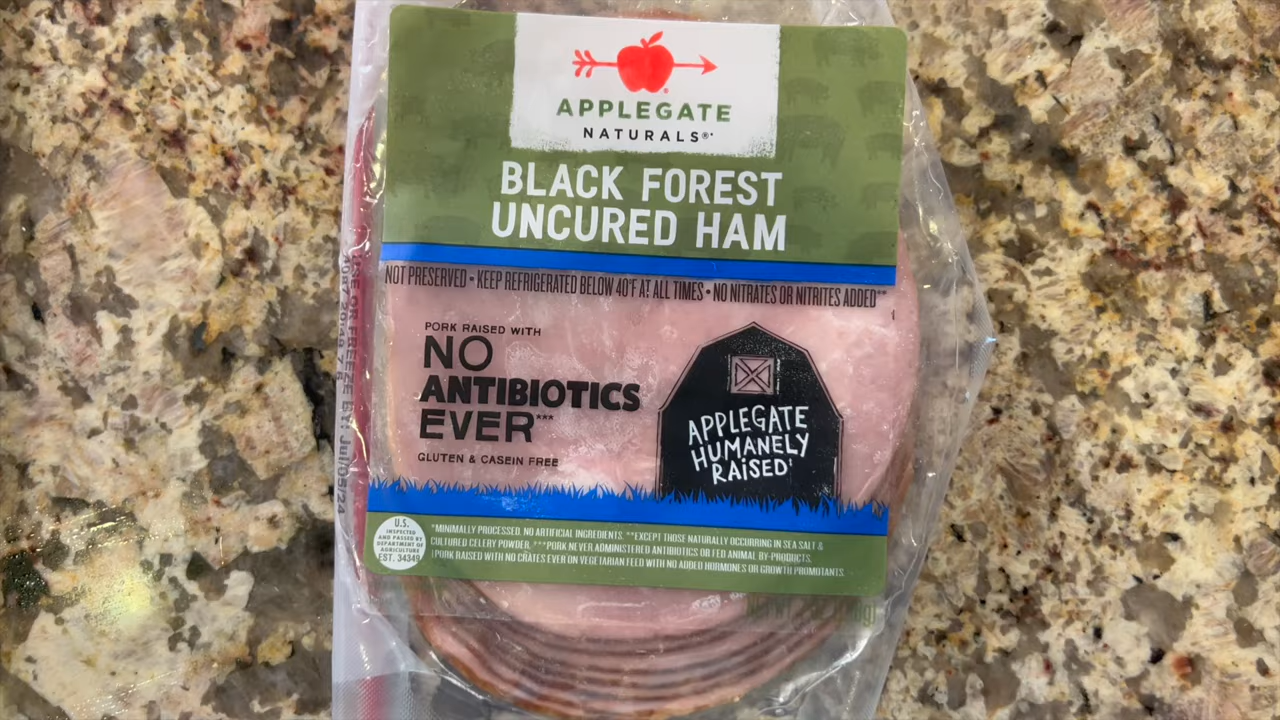 APPLEGATE
NATURALS®*
BLACK FOREST
UNCURED HAM
NOT PRESERVED • KEEP REFRIGERATED BELOW 40°F AT ALL TIMES • NO NITRATES OR NITRITES ADDED**
PORK RAISED WITH
NO
ANTIBIOTICS
EVER***
GLUTEN & CASEIN FREE
APPLEGATE
HUMANELY
RAiSED†
U.S.
INSPECTED
AND PASSED BY
DEPARTMENT OF
AGRICULTURE
EST. 34349
*MINIMALLY PROCESSED. NO ARTIFICIAL INGREDIENTS. **EXCEPT THOSE NATURALLY OCCURRING IN SEA SALT &
CULTURED CELERY POWDER. ***PORK NEVER ADMINISTERED ANTIBIOTICS OR FED ANIMAL BY-PRODUCTS.
†PORK RAISED WITH NO CRATES EVER ON VEGETARIAN FEED WITH NO ADDED HORMONES OR GROWTH PROMOTANTS.
USE OR FREEZE BY: Jul/05/24